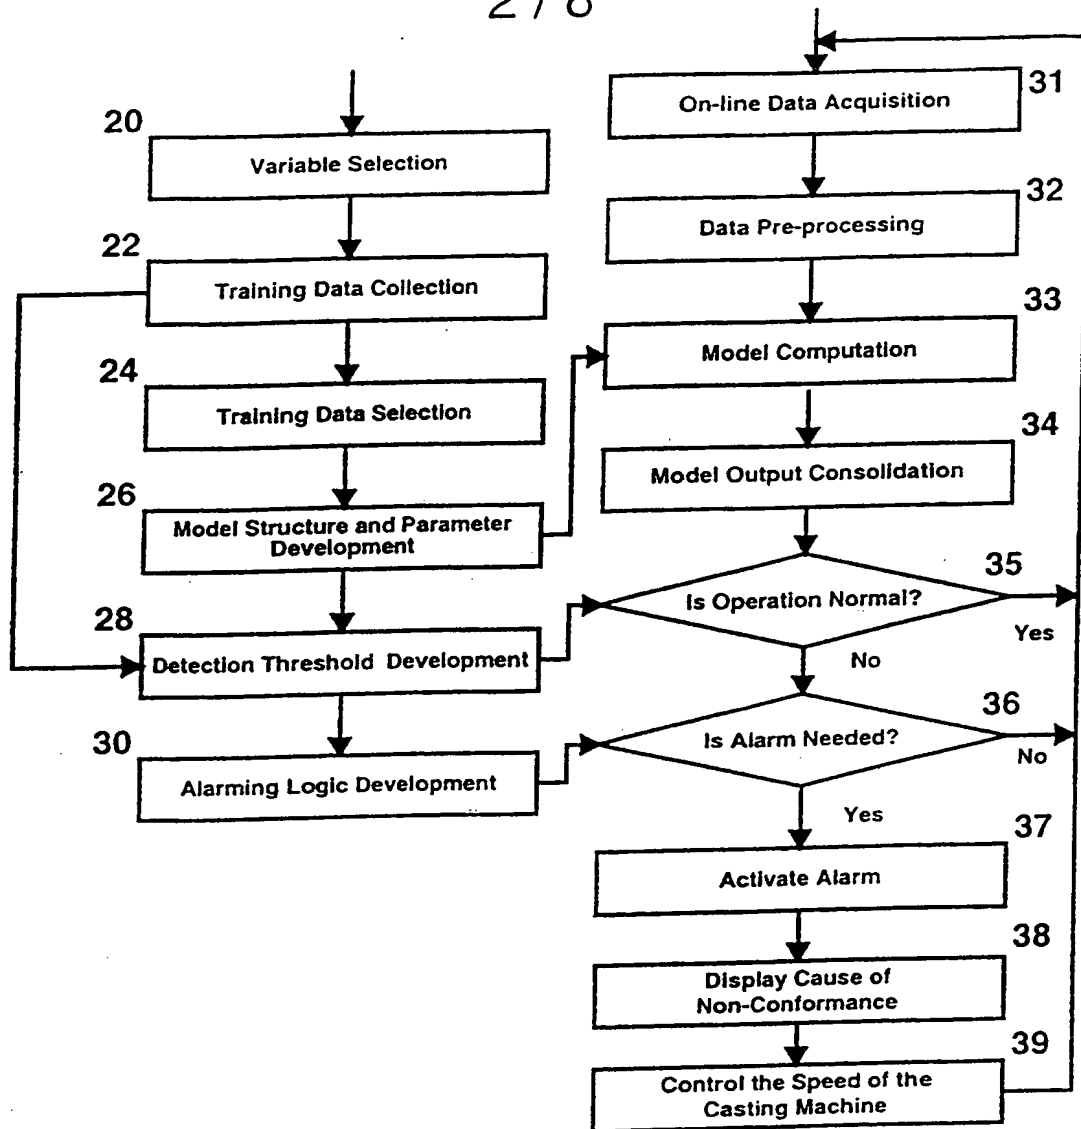 2/8
20
Variable Selection
22
Training Data Collection
24
Training Data Selection
26
Model Structure and Parameter
Development
28
Detection Threshold Development
30
Alarming Logic Development
31
On-line Data Acquisition
32
Data Pre-processing
33
Model Computation
34
Model Output Consolidation
35
Is Operation Normal?
Yes
No
36
Is Alarm Needed?
No
Yes
37
Activate Alarm
38
Display Cause of
Non-Conformance
39
Control the Speed of the
Casting Machine